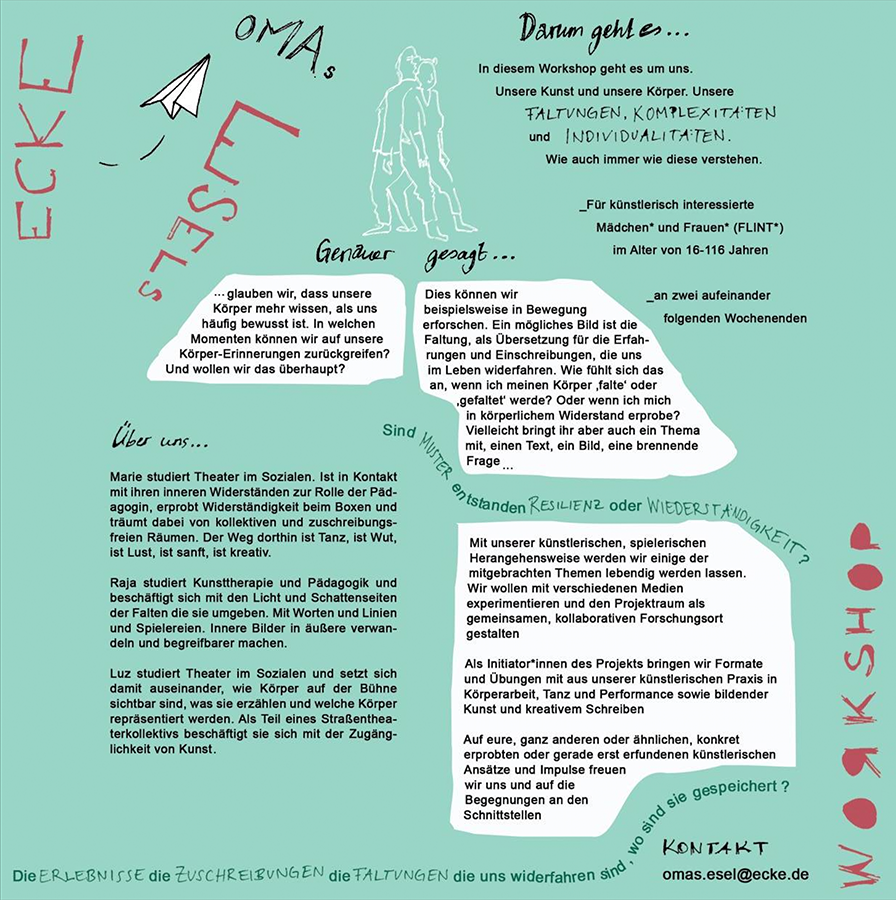 OMAs
ESELS
ECKE
WORKSHOP
Darum geht es...
In diesem Workshop geht es um uns.
Unsere Kunst und unsere Körper. Unsere
FALTUNGEN, KOMPLEXITÄTEN
und INDIVIDUALITÄTEN.
Wie auch immer wie diese verstehen.
_Für künstlerisch interessierte
Mädchen* und Frauen* (FLINT*)
im Alter von 16-116 Jahren
_an zwei aufeinander
folgenden Wochenenden
Genauer gesagt...
...glauben wir, dass unsere
Körper mehr wissen, als uns
häufig bewusst ist. In welchen
Momenten können wir auf unsere
Körper-Erinnerungen zurückgreifen?
Und wollen wir das überhaupt?
Dies können wir
beispielsweise in Bewegung
erforschen. Ein mögliches Bild ist die
Faltung, als Übersetzung für die Erfah-
rungen und Einschreibungen, die uns
im Leben widerfahren. Wie fühlt sich das
an, wenn ich meinen Körper ‚falte‘ oder
‚gefaltet‘ werde? Oder wenn ich mich
in körperlichem Widerstand erprobe?
Vielleicht bringt ihr aber auch ein Thema
mit, einen Text, ein Bild, eine brennende
Frage ...
Sind MUSTER entstanden RESILIENZ oder WIEDERSTÄNDIGKEIT?
Über uns...
Marie studiert Theater im Sozialen. Ist in Kontakt
mit ihren inneren Widerständen zur Rolle der Päd-
agogin, erprobt Widerständigkeit beim Boxen und
träumt dabei von kollektiven und zuschreibungs-
freien Räumen. Der Weg dorthin ist Tanz, ist Wut,
ist Lust, ist sanft, ist kreativ.
Raja studiert Kunsttherapie und Pädagogik und
beschäftigt sich mit den Licht und Schattenseiten
der Falten die sie umgeben. Mit Worten und Linien
und Spielereien. Innere Bilder in äußere verwan-
deln und begreifbarer machen.
Luz studiert Theater im Sozialen und setzt sich
damit auseinander, wie Körper auf der Bühne
sichtbar sind, was sie erzählen und welche Körper
repräsentiert werden. Als Teil eines Straßenthea-
terkollektivs beschäftigt sie sich mit der Zugäng-
lichkeit von Kunst.
Mit unserer künstlerischen, spielerischen
Herangehensweise werden wir einige der
mitgebrachten Themen lebendig werden lassen.
Wir wollen mit verschiedenen Medien
experimentieren und den Projektraum als
gemeinsamen, kollaborativen Forschungsort
gestalten
Als Initiator*innen des Projekts bringen wir Formate
und Übungen mit aus unserer künstlerischen Praxis in
Körperarbeit, Tanz und Performance sowie bildender
Kunst und kreativem Schreiben
Auf eure, ganz anderen oder ähnlichen, konkret
erprobten oder gerade erst erfundenen künstlerischen
Ansätze und Impulse freuen
wir uns und auf die
Begegnungen an den
Schnittstellen
Die ERLEBNISSE die ZUSCHREIBUNGEN die FALTUNGEN die uns widerfahren sind, wo sind sie gespeichert?
KONTAKT
omas.esel@ecke.de